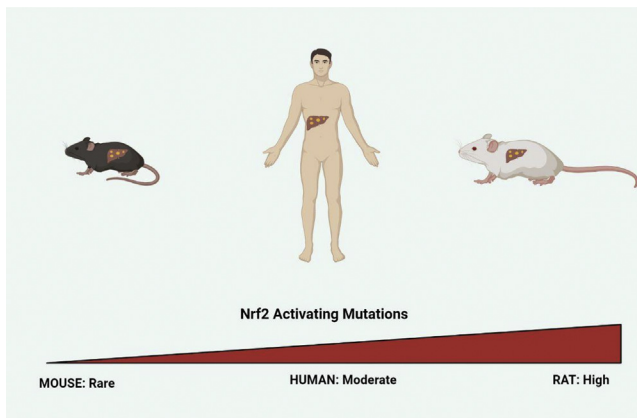 Nrf2 Activating Mutations
MOUSE: Rare
HUMAN: Moderate
RAT: High